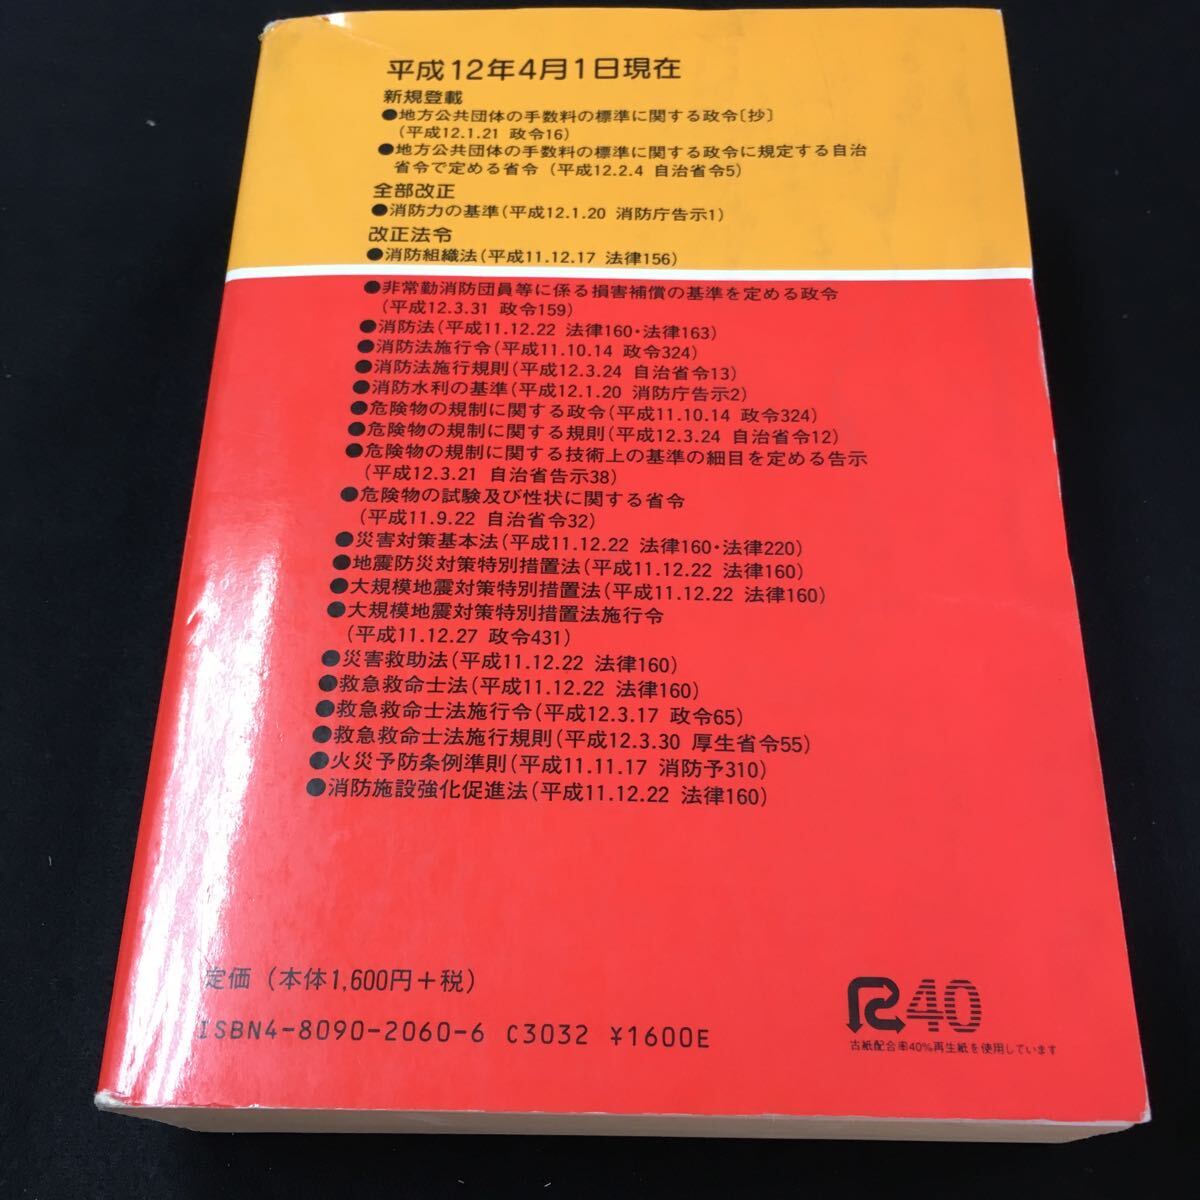 平成12年4月1日現在
新規登載
●地方公共団体の手数料の標準に関する政令〔抄〕
(平成12.1.21 政令16)
●地方公共団体の手数料の標準に関する政令に規定する自治
省令で定める省令 (平成12.2.4 自治省令5)
全部改正
●消防力の基準(平成12.1.20 消防庁告示1)
改正法令
●消防組織法(平成11.12.17 法律156)
●非常勤消防団員等に係る損害補償の基準を定める政令
(平成12.3.31 政令159)
●消防法(平成11.12.22 法律160・法律163)
●消防法施行令(平成11.10.14 政令324)
●消防法施行規則(平成12.3.24 自治省令13)
●消防水利の基準(平成12.1.20 消防庁告示2)
●危険物の規制に関する政令(平成11.10.14 政令324)
●危険物の規制に関する規則(平成12.3.24 自治省令12)
●危険物の規制に関する技術上の基準の細目を定める告示
(平成12.3.21 自治省告示38)
●危険物の試験及び性状に関する省令
(平成11.9.22 自治省令32)
●災害対策基本法(平成11.12.22 法律160・法律220)
●地震防災対策特別措置法(平成11.12.22 法律160)
●大規模地震対策特別措置法(平成11.12.22 法律160)
●大規模地震対策特別措置法施行令
(平成11.12.27 政令431)
●災害救助法(平成11.12.22 法律160)
●救急救命士法(平成11.12.22 法律160)
●救急救命士法施行令(平成12.3.17 政令65)
●救急救命士法施行規則(平成12.3.30 厚生省令55)
●火災予防条例準則(平成11.11.17 消防予310)
●消防施設強化促進法(平成11.12.22 法律160)
定価 (本体1,600円+税)
ISBN4-8090-2060-6 C3032 ¥1600E
R40
古紙配合率40%再生紙を使用しています